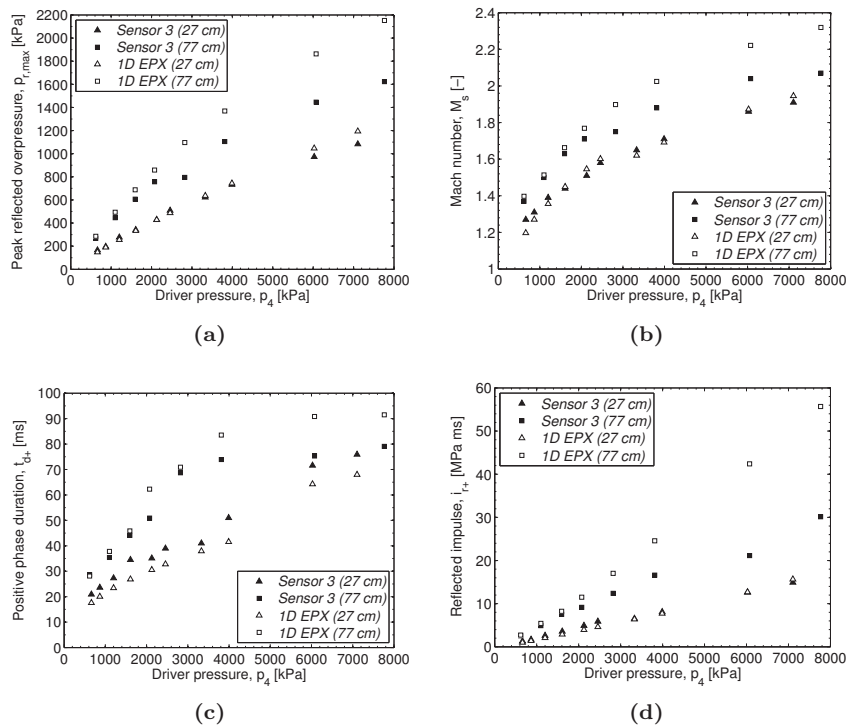 2200
2000
1800
1600
1400
1200
1000
800
600
400
200
0
Peak reflected overpressure, p_r,max [kPa]
Sensor 3 (27 cm)
Sensor 3 (77 cm)
1D EPX (27 cm)
1D EPX (77 cm)
0 1000 2000 3000 4000 5000 6000 7000 8000
Driver pressure, p_4 [kPa]
(a)
2.4
2.2
2
1.8
1.6
1.4
1.2
1
Mach number, M_s [−]
Sensor 3 (27 cm)
Sensor 3 (77 cm)
1D EPX (27 cm)
1D EPX (77 cm)
0 1000 2000 3000 4000 5000 6000 7000 8000
Driver pressure, p_4 [kPa]
(b)
100
90
80
70
60
50
40
30
20
10
0
Positive phase duration, t_d+ [ms]
Sensor 3 (27 cm)
Sensor 3 (77 cm)
1D EPX (27 cm)
1D EPX (77 cm)
0 1000 2000 3000 4000 5000 6000 7000 8000
Driver pressure, p_4 [kPa]
(c)
60
50
40
30
20
10
0
Reflected impulse, i_r+ [MPa ms]
Sensor 3 (27 cm)
Sensor 3 (77 cm)
1D EPX (27 cm)
1D EPX (77 cm)
0 1000 2000 3000 4000 5000 6000 7000 8000
Driver pressure, p_4 [kPa]
(d)